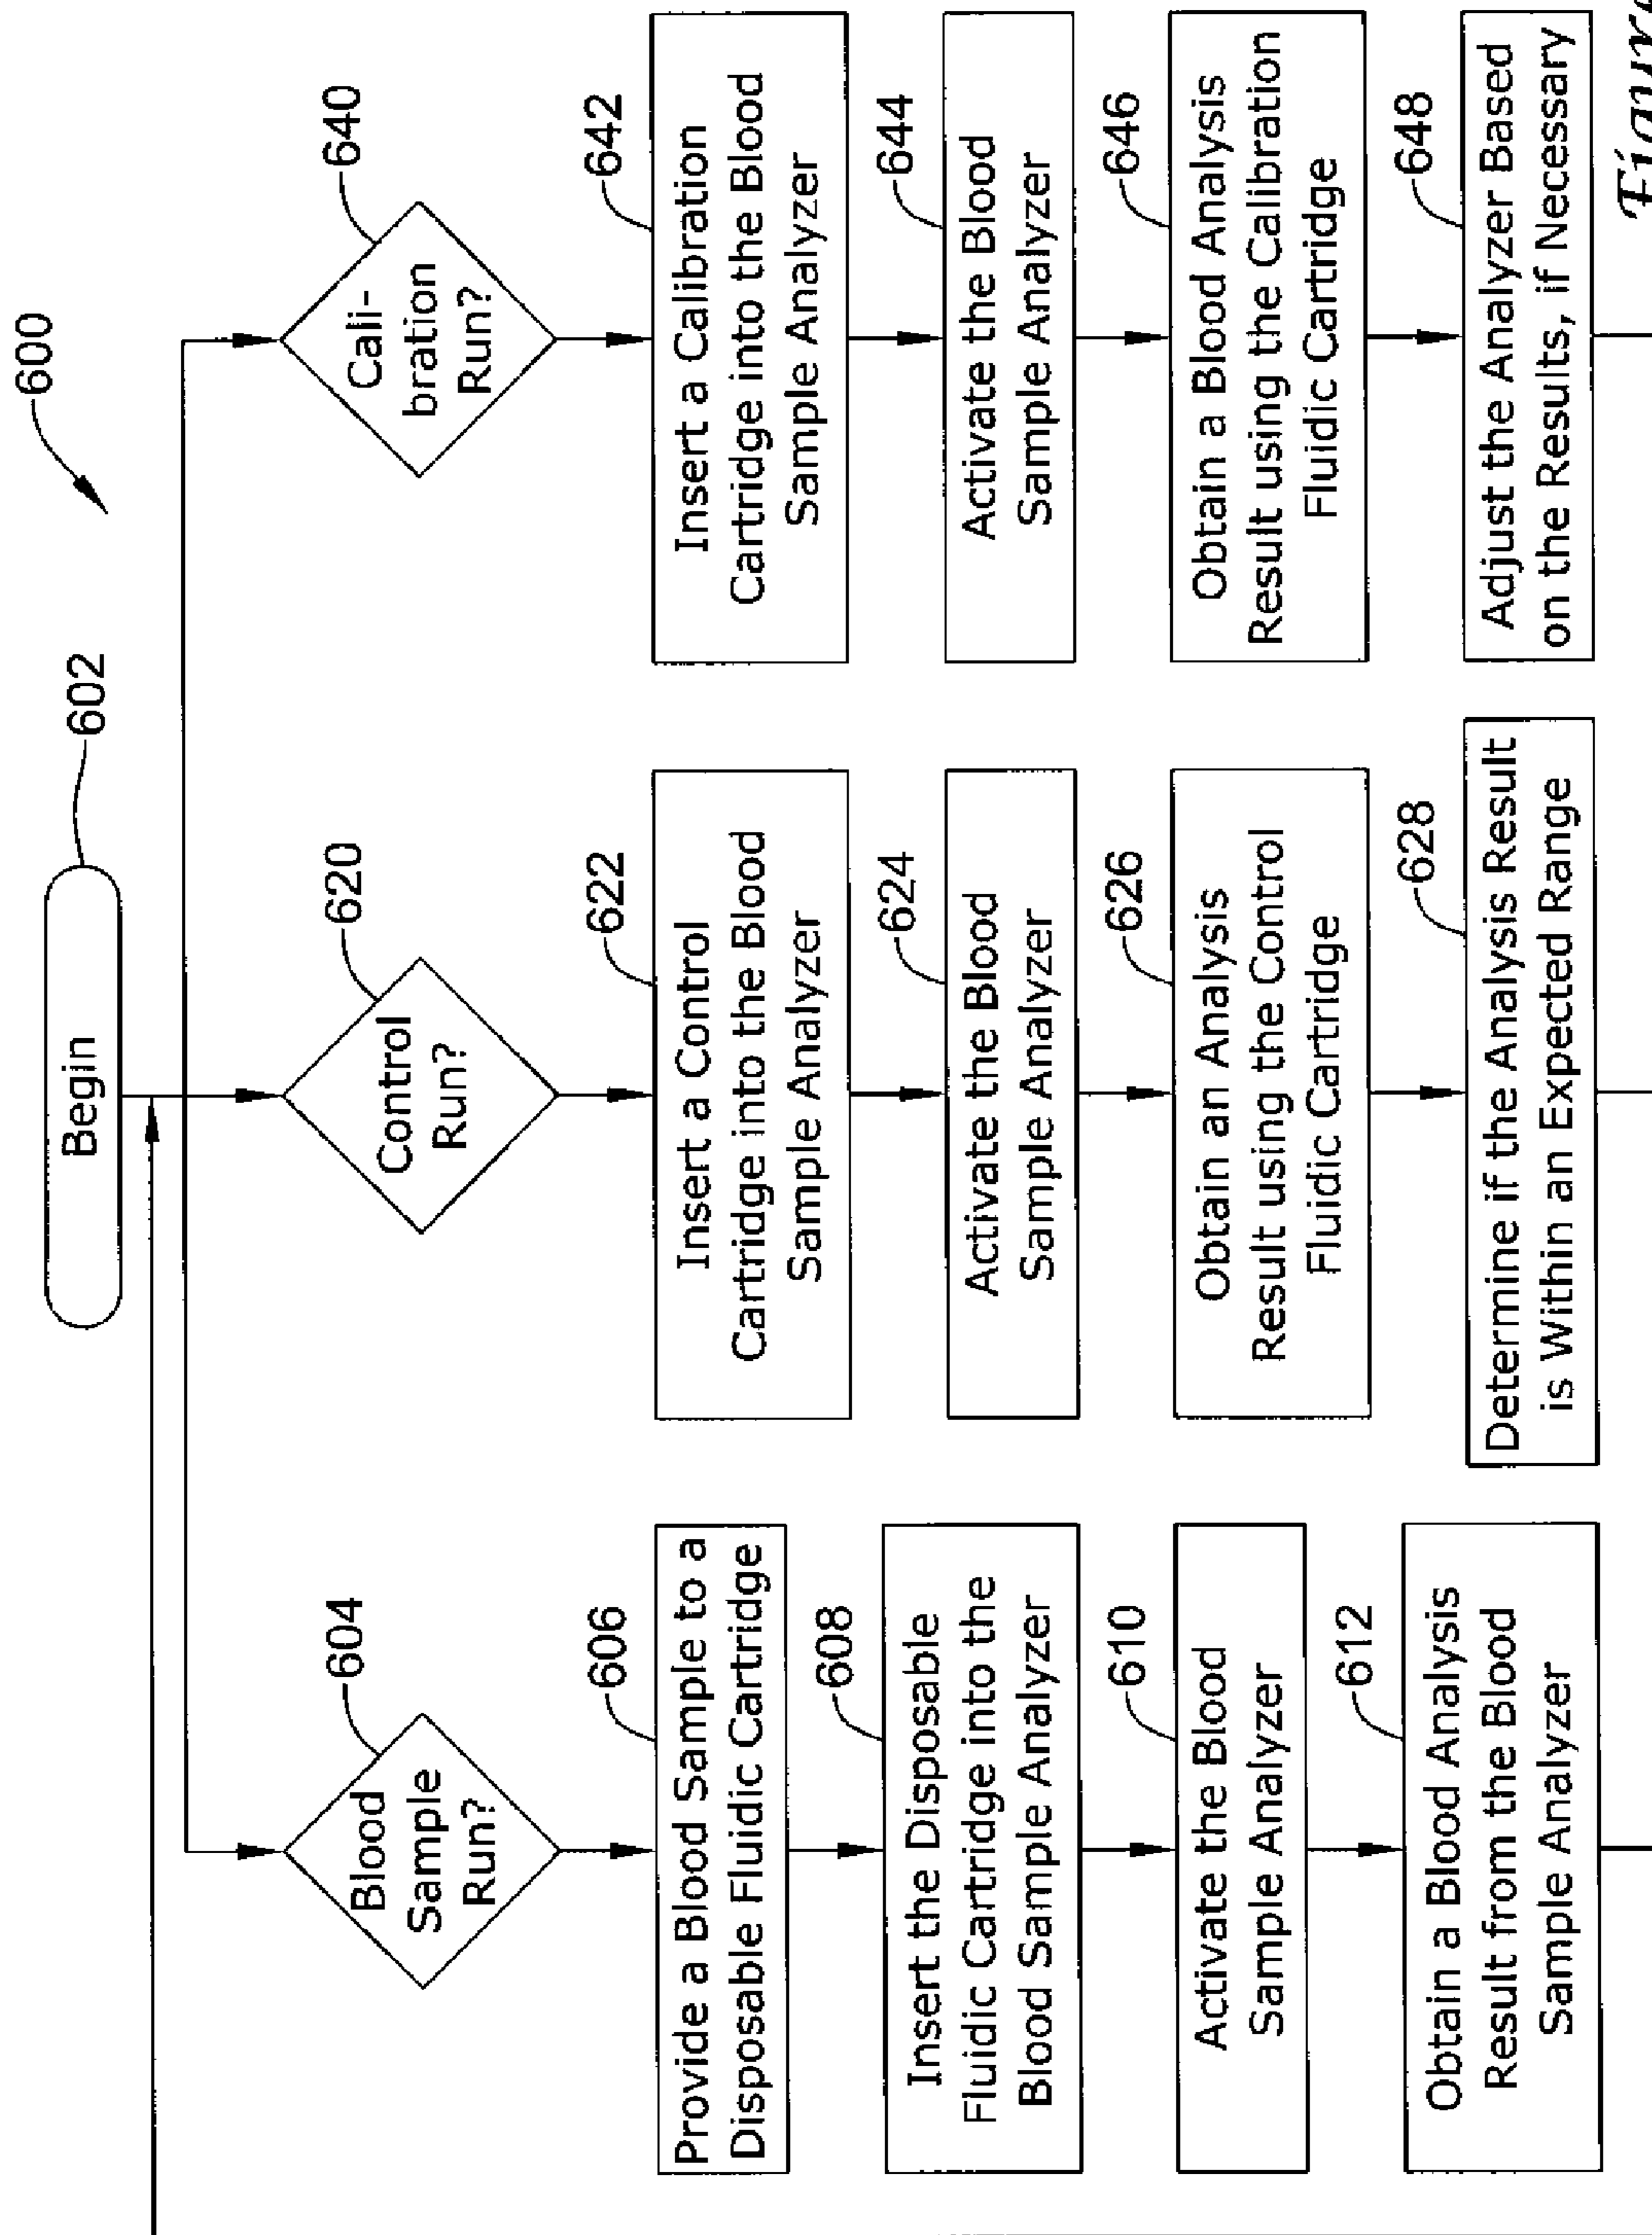 600
Begin
602
Blood
Sample
Run?
604
Provide a Blood Sample to a
Disposable Fluidic Cartridge
606
Insert the Disposable
Fluidic Cartridge into the
Blood Sample Analyzer
608
Activate the Blood
Sample Analyzer
610
Obtain a Blood Analysis
Result from the Blood
Sample Analyzer
612
Control
Run?
620
Insert a Control
Cartridge into the Blood
Sample Analyzer
622
Activate the Blood
Sample Analyzer
624
Obtain an Analysis
Result using the Control
Fluidic Cartridge
626
Determine if the Analysis Result
is Within an Expected Range
628
Cali-
bration
Run?
640
Insert a Calibration
Cartridge into the Blood
Sample Analyzer
642
Activate the Blood
Sample Analyzer
644
Obtain a Blood Analysis
Result using the Calibration
Fluidic Cartridge
646
Adjust the Analyzer Based
on the Results, if Necessary
648